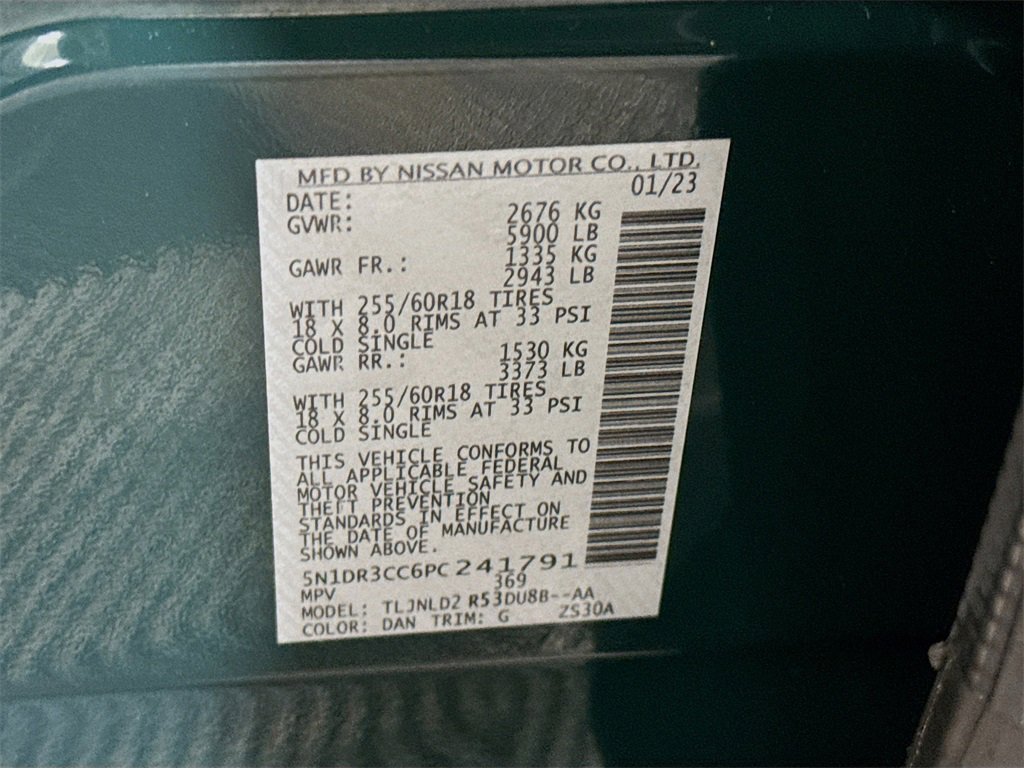 MFD BY NISSAN MOTOR CO., LTD.
DATE: 01/23
GVWR: 2676 KG
5900 LB
GAWR FR.: 1335 KG
2943 LB
WITH 255/60R18 TIRES
18 X 8.0 RIMS AT 33 PSI
COLD SINGLE
GAWR RR.: 1530 KG
3373 LB
WITH 255/60R18 TIRES
18 X 8.0 RIMS AT 33 PSI
COLD SINGLE
THIS VEHICLE CONFORMS TO
ALL APPLICABLE FEDERAL
MOTOR VEHICLE SAFETY AND
THEFT PREVENTION
STANDARDS IN EFFECT ON
THE DATE OF MANUFACTURE
SHOWN ABOVE.
5N1DR3CC6PC241791
MPV 369
MODEL: TLJNLD2 R53DU8B--AA
COLOR: DAN TRIM: G ZS30A